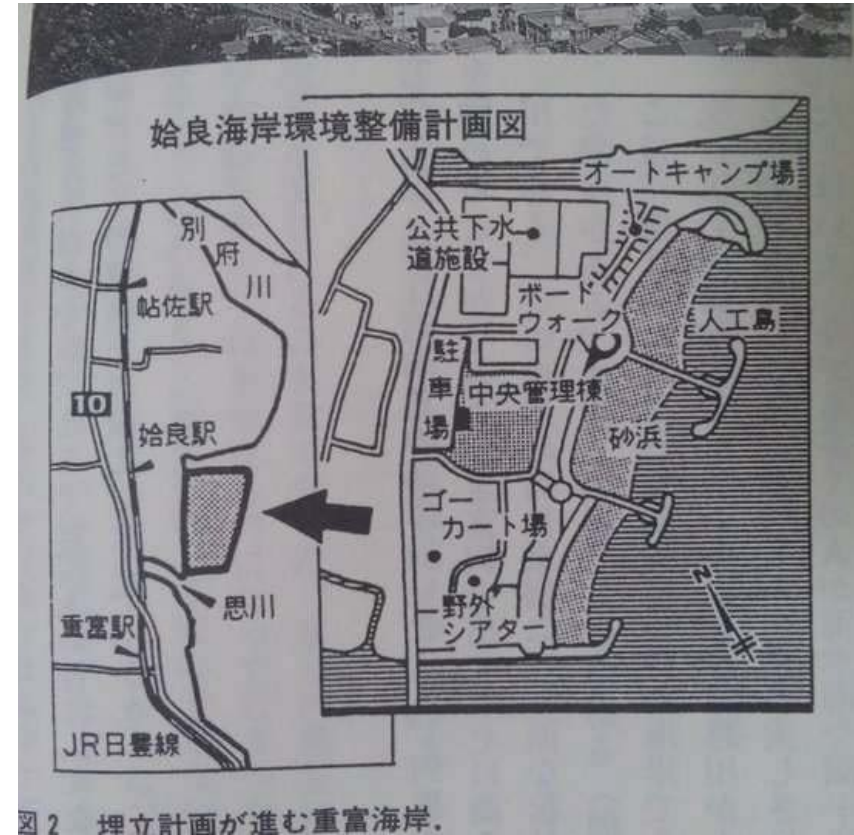 姶良海岸環境整備計画図
オートキャンプ場
公共下水
道施設
ボード
ウォーク
人工島
駐
車
場
中央管理棟
砂浜
ゴー
カート場
野外
シアター
N
別
府
川
帖佐駅
10
姶良駅
思川
重富駅
JR日豊線
図2 埋立計画が進む重富海岸.